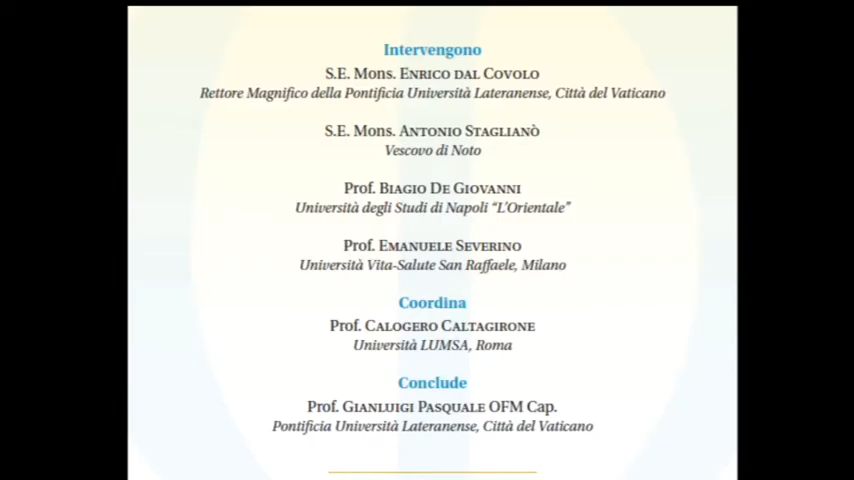 Intervengono
S.E. Mons. Enrico dal Covolo
Rettore Magnifico della Pontificia Università Lateranense, Città del Vaticano
S.E. Mons. Antonio Staglianò
Vescovo di Noto
Prof. Biagio De Giovanni
Università degli Studi di Napoli “L’Orientale”
Prof. Emanuele Severino
Università Vita-Salute San Raffaele, Milano
Coordina
Prof. Calogero Caltagirone
Università LUMSA, Roma
Conclude
Prof. Gianluigi Pasquale OFM Cap.
Pontificia Università Lateranense, Città del Vaticano